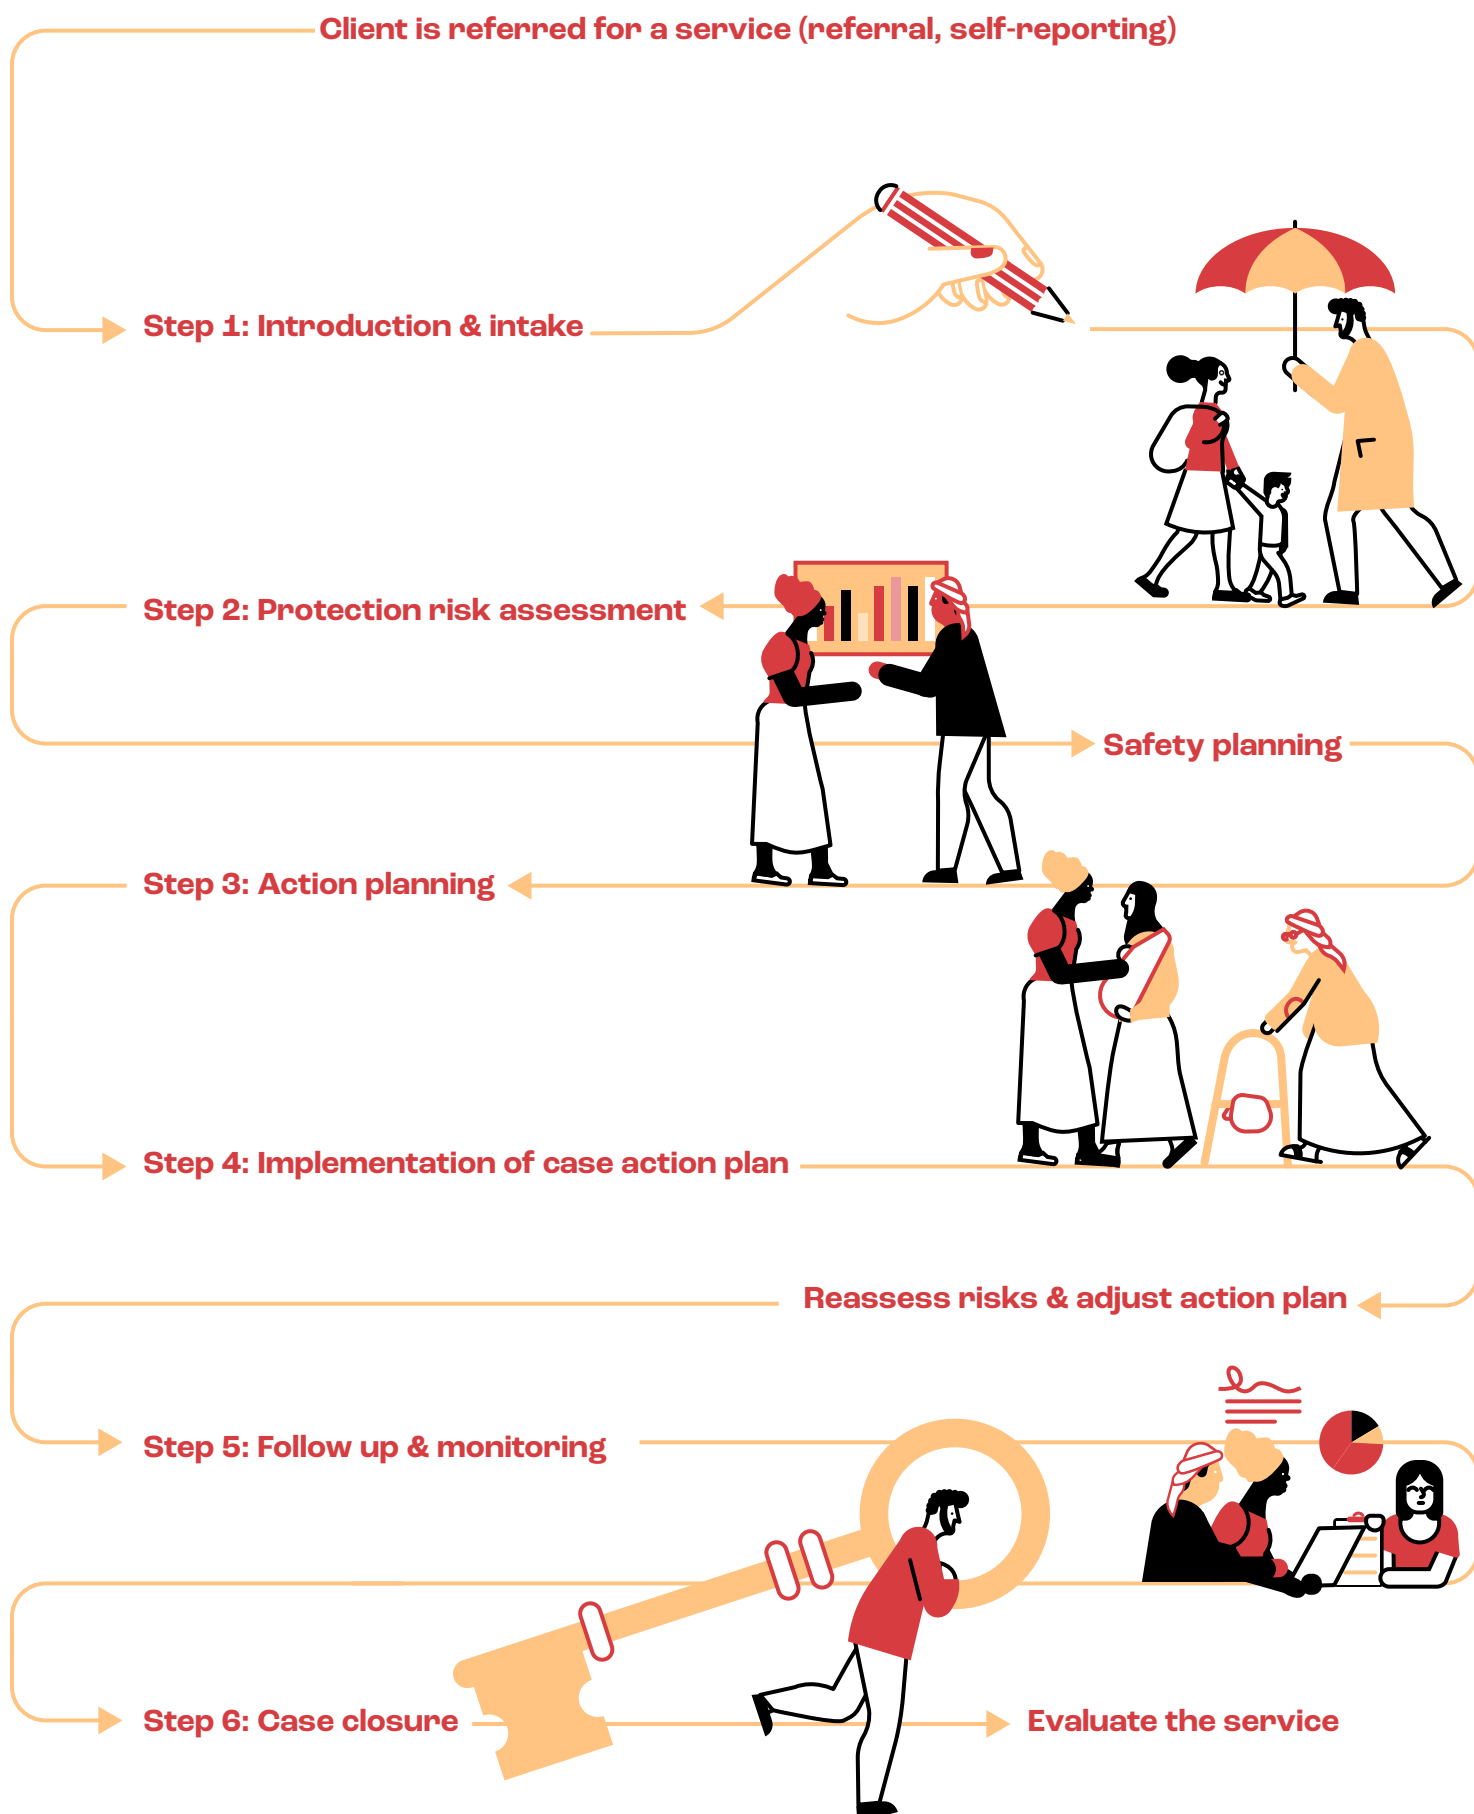 Client is referred for a service (referral, self-reporting)
Step 1: Introduction & intake
Step 2: Protection risk assessment
Safety planning
Step 3: Action planning
Step 4: Implementation of case action plan
Reassess risks & adjust action plan
Step 5: Follow up & monitoring
Step 6: Case closure
Evaluate the service